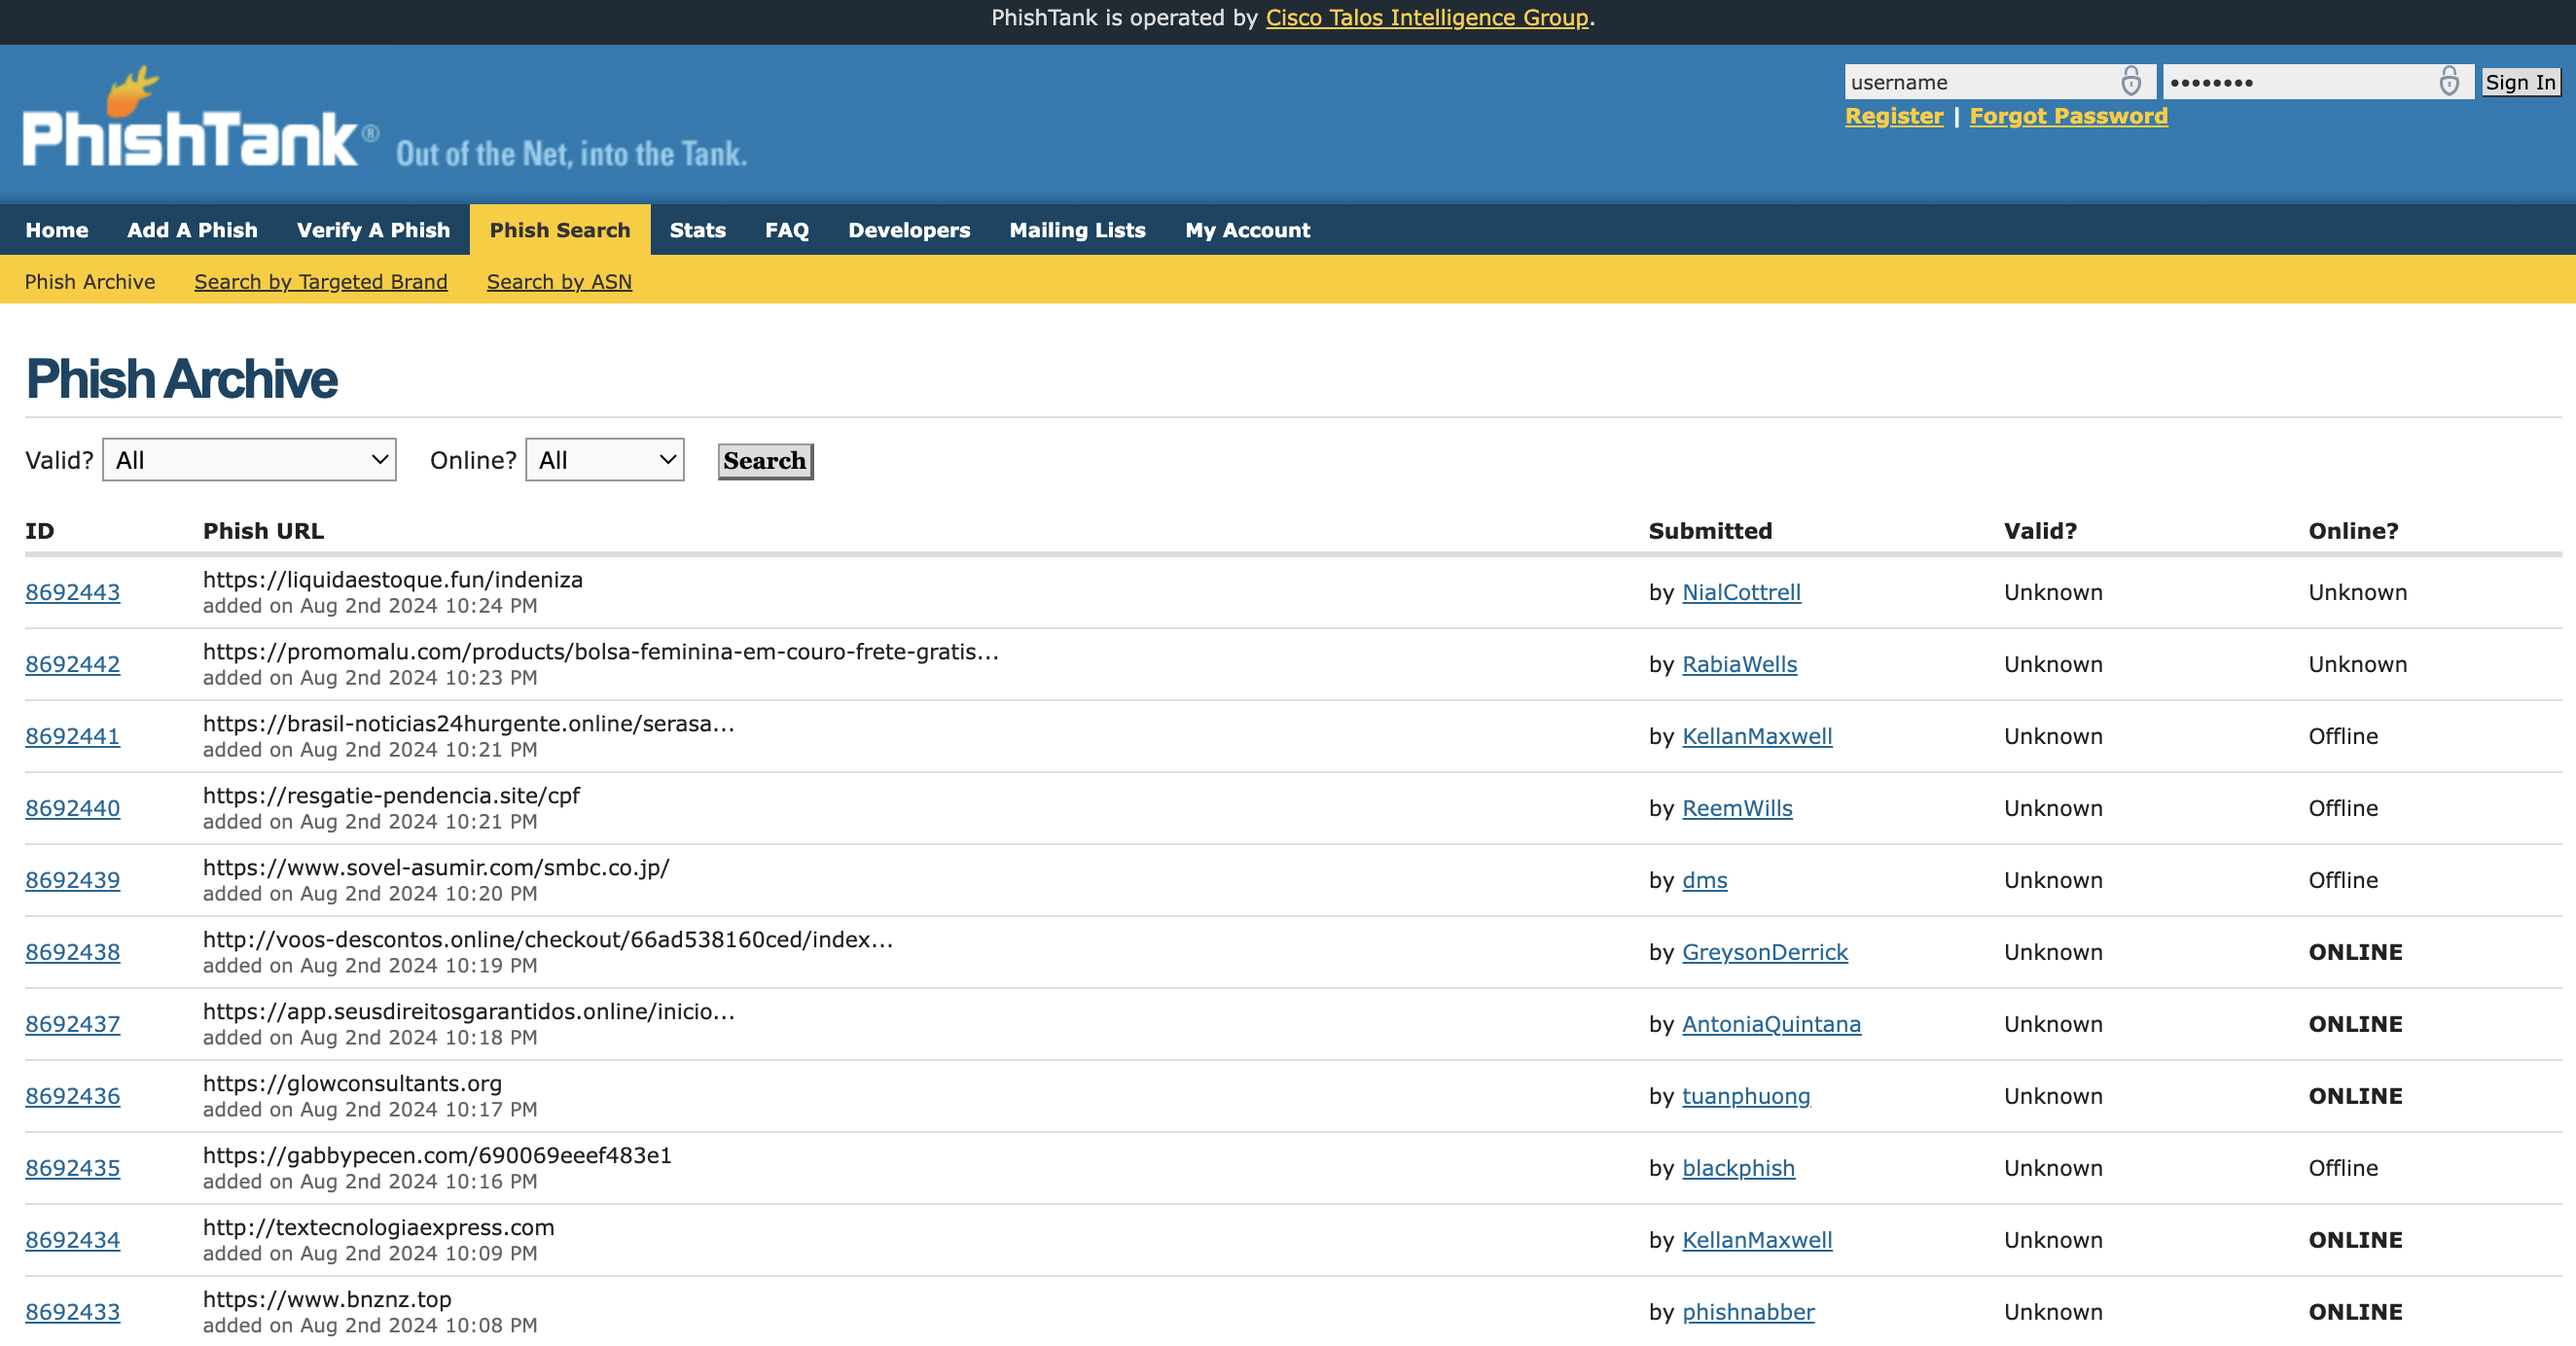 PhishTank is operated by Cisco Talos Intelligence Group.
username
•••••••• Sign In
Register | Forgot Password
PhishTank® Out of the Net, into the Tank.
Home Add A Phish Verify A Phish Phish Search Stats FAQ Developers Mailing Lists My Account
Phish Archive Search by Targeted Brand Search by ASN
Phish Archive
Valid? All Online? All Search
ID Phish URL Submitted Valid? Online?
8692443 https://liquidaestoque.fun/indeniza by NialCottrell Unknown Unknown
added on Aug 2nd 2024 10:24 PM
8692442 https://promomalu.com/products/bolsa-feminina-em-couro-frete-gratis... by RabiaWells Unknown Unknown
added on Aug 2nd 2024 10:23 PM
8692441 https://brasil-noticias24hurgente.online/serasa... by KellanMaxwell Unknown Offline
added on Aug 2nd 2024 10:21 PM
8692440 https://resgatie-pendencia.site/cpf by ReemWills Unknown Offline
added on Aug 2nd 2024 10:21 PM
8692439 https://www.sovel-asumir.com/smbc.co.jp/ by dms Unknown Offline
added on Aug 2nd 2024 10:20 PM
8692438 http://voos-descontos.online/checkout/66ad538160ced/index... by GreysonDerrick Unknown ONLINE
added on Aug 2nd 2024 10:19 PM
8692437 https://app.seusdireitosgarantidos.online/inicio... by AntoniaQuintana Unknown ONLINE
added on Aug 2nd 2024 10:18 PM
8692436 https://glowconsultants.org by tuanphuong Unknown ONLINE
added on Aug 2nd 2024 10:17 PM
8692435 https://gabbypecen.com/690069eeef483e1 by blackphish Unknown Offline
added on Aug 2nd 2024 10:16 PM
8692434 http://textecnologiaexpress.com by KellanMaxwell Unknown ONLINE
added on Aug 2nd 2024 10:09 PM
8692433 https://www.bnznz.top by phishnabber Unknown ONLINE
added on Aug 2nd 2024 10:08 PM